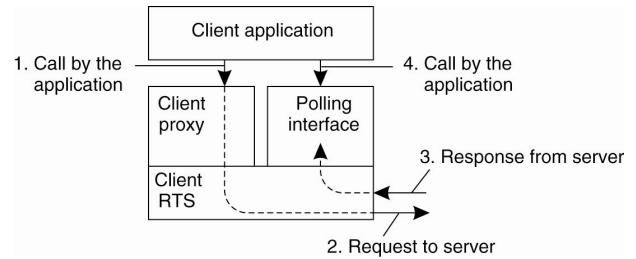 Client application
1. Call by the
application
4. Call by the
application
Client
proxy
Polling
interface
3. Response from server
Client
RTS
2. Request to server